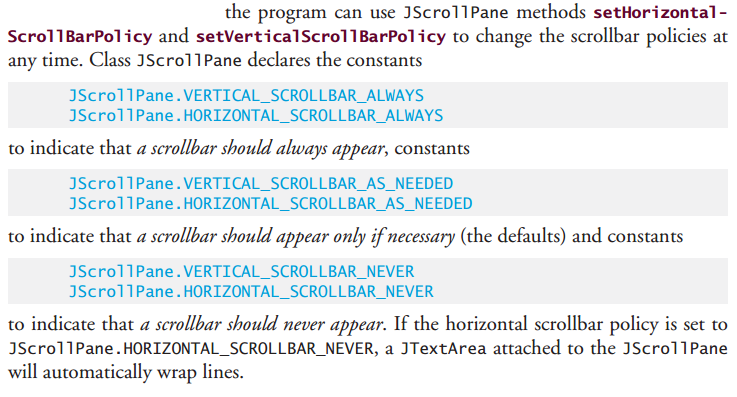 the program can use JScrollPane methods setHorizontal-
ScrollBarPolicy and setVerticalScrollBarPolicy to change the scrollbar policies at
any time. Class JScrollPane declares the constants
JScrollPane.VERTICAL_SCROLLBAR_ALWAYS
JScrollPane.HORIZONTAL_SCROLLBAR_ALWAYS
to indicate that a scrollbar should always appear, constants
JScrollPane.VERTICAL_SCROLLBAR_AS_NEEDED
JScrollPane.HORIZONTAL_SCROLLBAR_AS_NEEDED
to indicate that a scrollbar should appear only if necessary (the defaults) and constants
JScrollPane.VERTICAL_SCROLLBAR_NEVER
JScrollPane.HORIZONTAL_SCROLLBAR_NEVER
to indicate that a scrollbar should never appear. If the horizontal scrollbar policy is set to
JScrollPane.HORIZONTAL_SCROLLBAR_NEVER, a JTextArea attached to the JScrollPane
will automatically wrap lines.